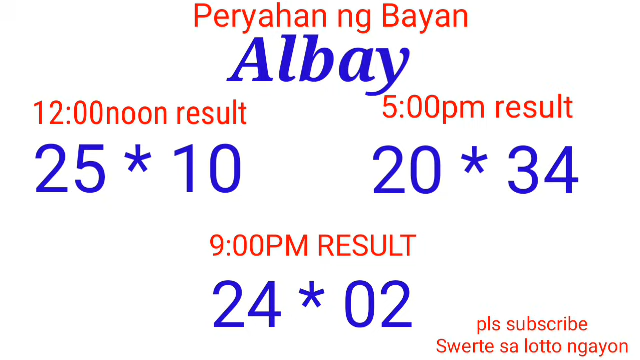 Peryahan ng Bayan
Albay
12:00noon result
25 * 10
5:00pm result
20 * 34
9:00PM RESULT
24 * 02
pls subscribe
Swerte sa lotto ngayon